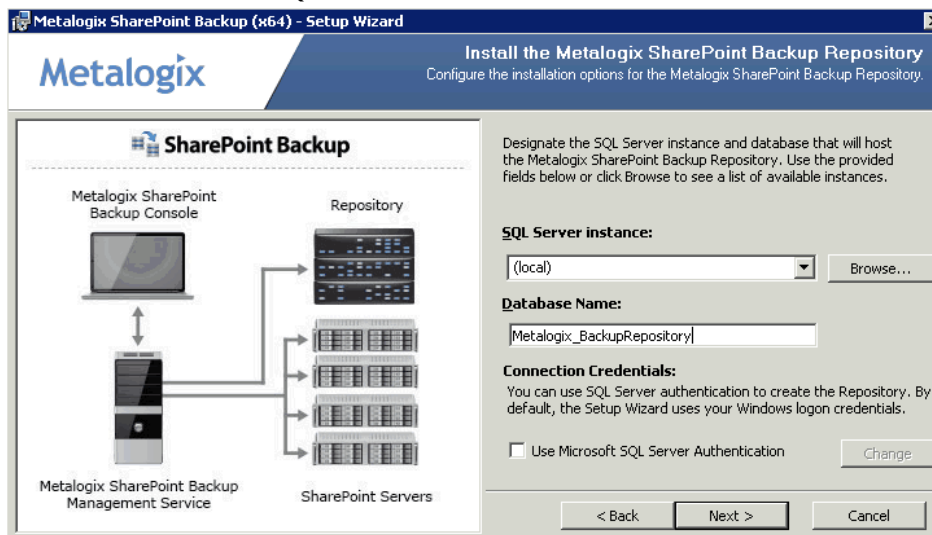 Metalogix SharePoint Backup (x64) - Setup Wizard
Metalogix
Install the Metalogix SharePoint Backup Repository
Configure the installation options for the Metalogix SharePoint Backup Repository.
SharePoint Backup
Metalogix SharePoint
Backup Console
Repository
Metalogix SharePoint Backup
Management Service
SharePoint Servers
Designate the SQL Server instance and database that will host
the Metalogix SharePoint Backup Repository. Use the provided
fields below or click Browse to see a list of available instances.
SQL Server instance:
(local)
Browse...
Database Name:
Metalogix_BackupRepository
Connection Credentials:
You can use SQL Server authentication to create the Repository. By
default, the Setup Wizard uses your Windows logon credentials.
Use Microsoft SQL Server Authentication
Change
< Back
Next >
Cancel